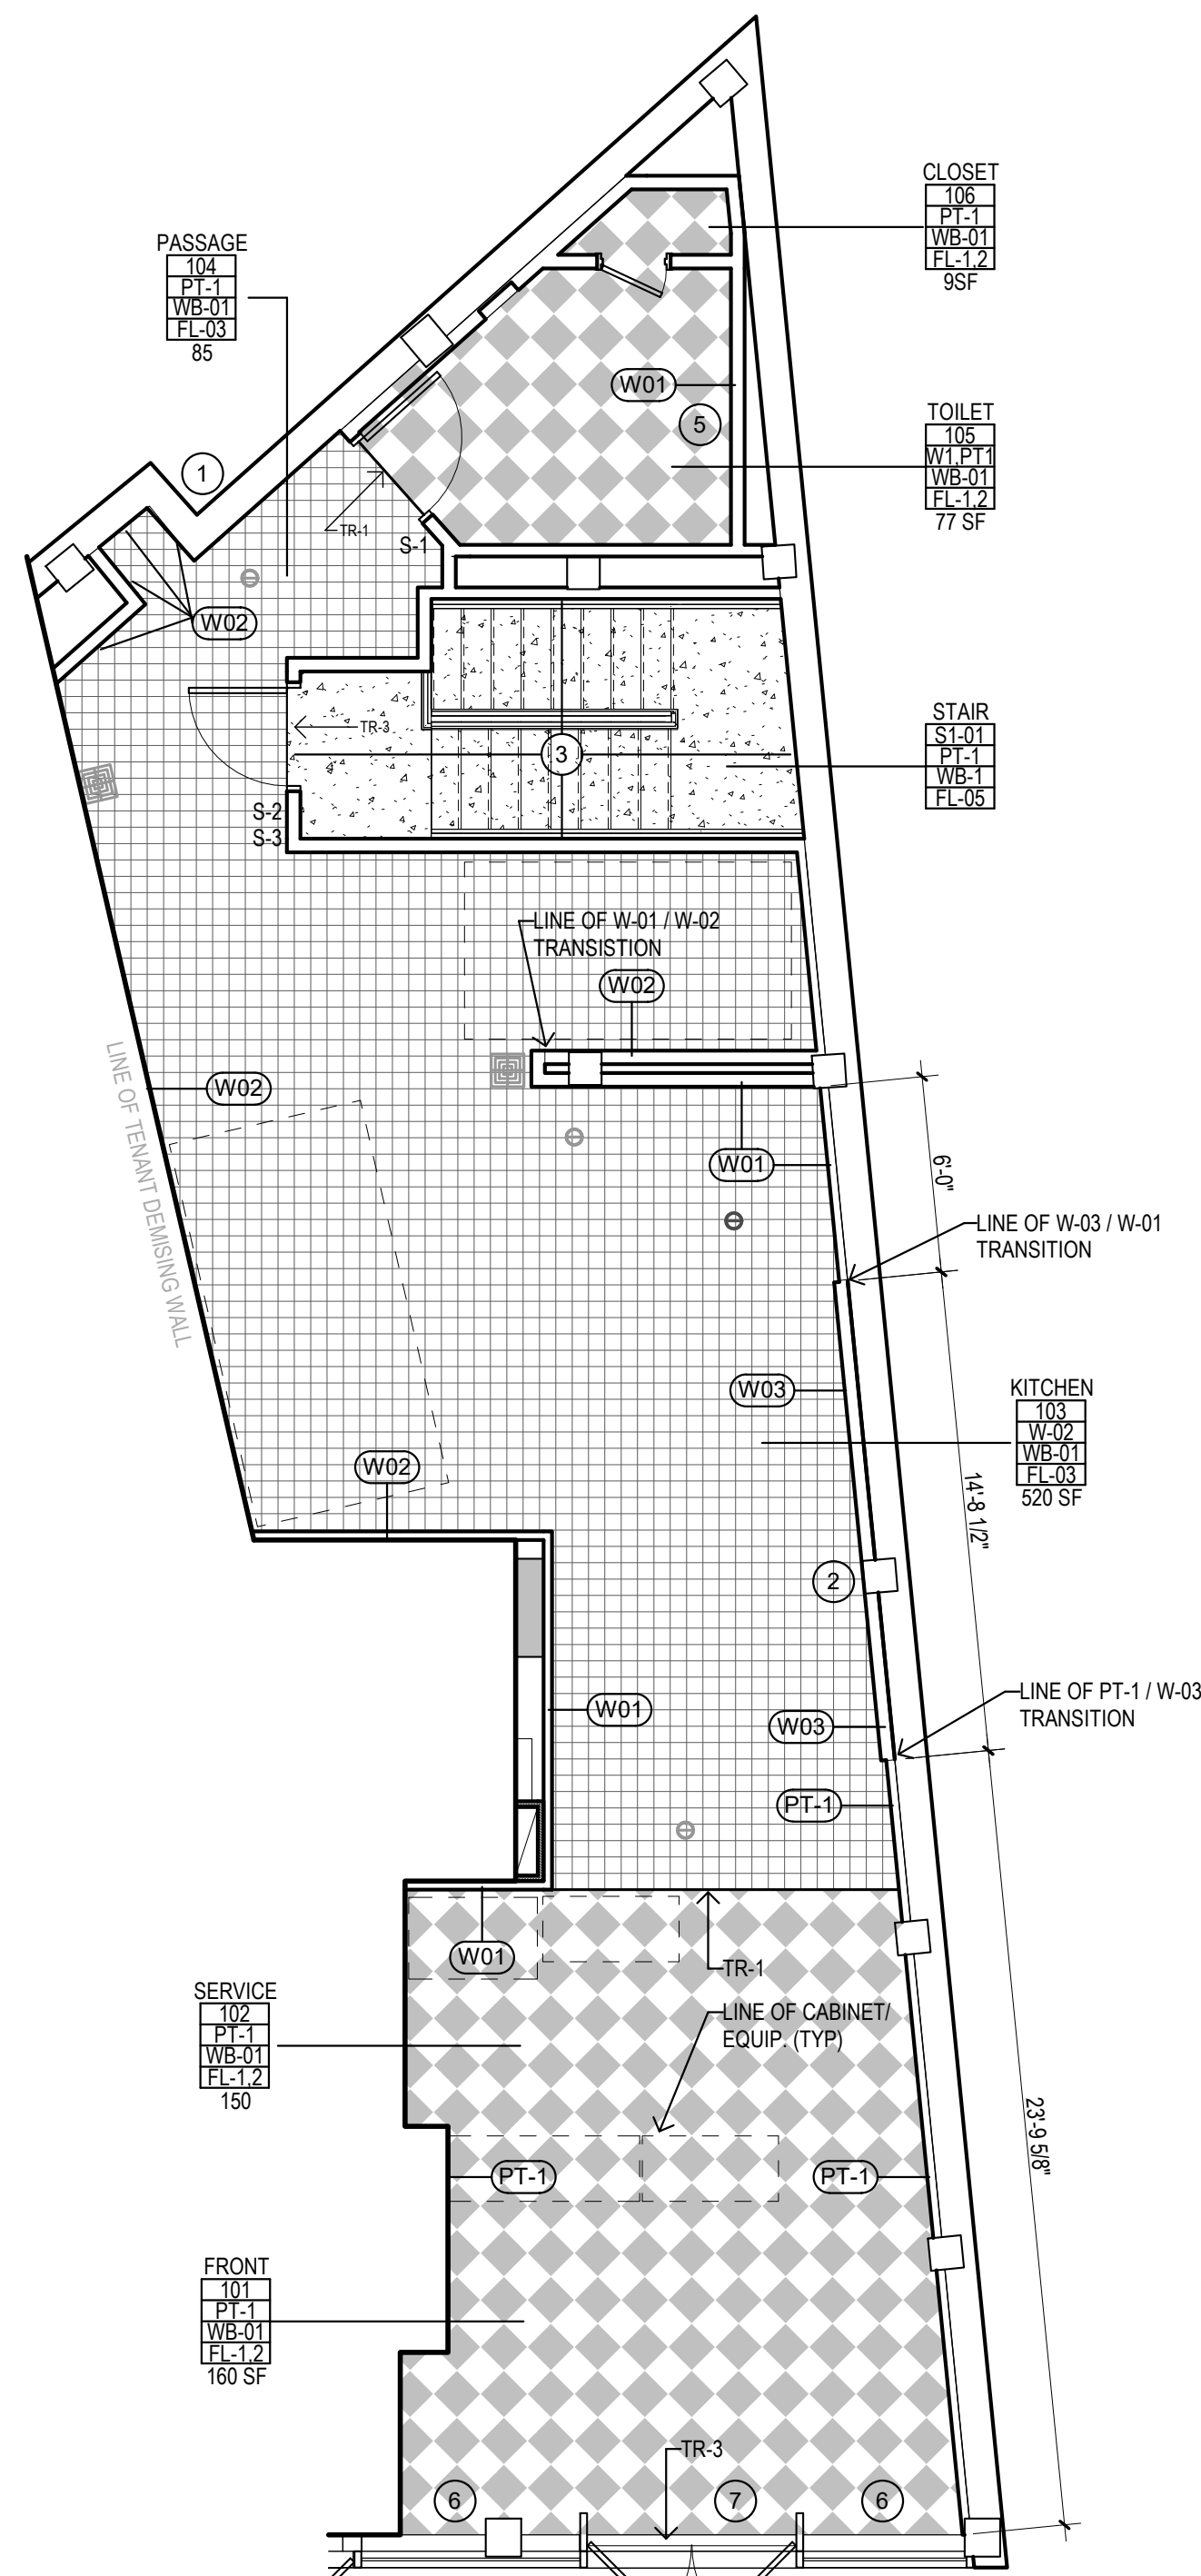 CLOSET
106
PT-1
WB-01
FL-1,2
9SF
PASSAGE
104
PT-1
WB-01
FL-03
85
W01
5
TOILET
105
W1,PT1
WB-01
FL-1,2
77 SF
1
TR-1
S-1
W02
STAIR
S1-01
PT-1
WB-1
FL-05
TR-3
3
S-2
S-3
LINE OF W-01 / W-02
TRANSISTION
W02
W02
LINE OF TENANT DEMISING WALL
W01
6'-0"
LINE OF W-03 / W-01
TRANSITION
W03
KITCHEN
103
W-02
WB-01
FL-03
520 SF
W02
14'-8 1/2"
2
W01
W03
LINE OF PT-1 / W-03
TRANSITION
PT-1
W01
TR-1
SERVICE
102
PT-1
WB-01
FL-1,2
150
LINE OF CABINET/
EQUIP. (TYP)
23'-9 5/8"
PT-1
PT-1
FRONT
101
PT-1
WB-01
FL-1,2
160 SF
TR-3
6
7
6